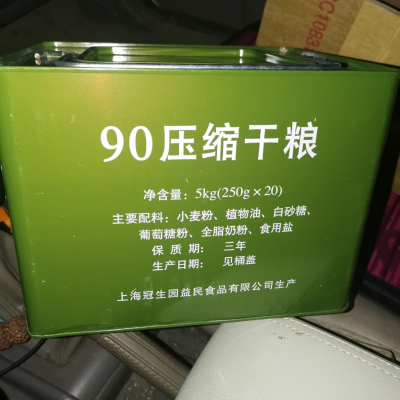 90压缩干粮
净含量：5kg(250g×20)
主要配料：小麦粉、植物油、白砂糖、
葡萄糖粉、全脂奶粉、食用盐
保 质 期： 三年
生产日期： 见桶盖
上海冠生园益民食品有限公司生产